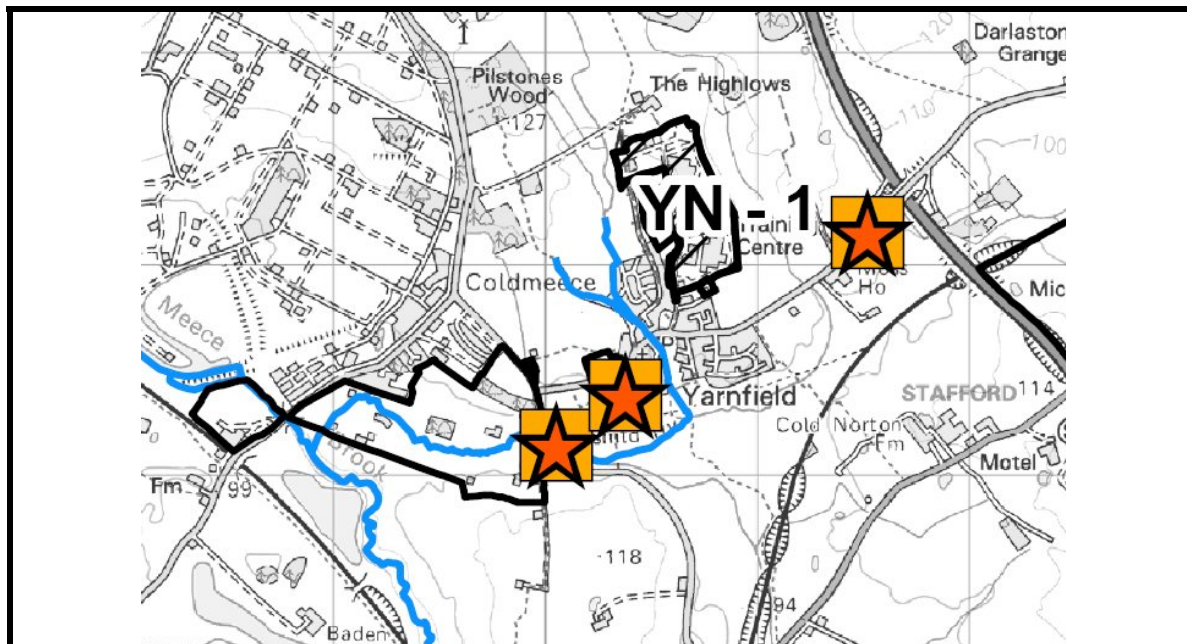 Darlaston
Grange
Pilstones
Wood
The Highlows
127
120
110
100
YN - 1
Centre
Ho
Mic
Coldmeece
Meece
Yarnfield
STAFFORD
114
Cold Norton
Fm
Motel
Brook
Fm
99
118
94
Baden